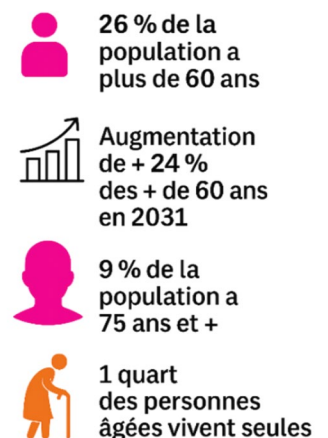 26 % de la
population a
plus de 60 ans
Augmentation
de + 24 %
des + de 60 ans
en 2031
9 % de la
population a
75 ans et +
1 quart
des personnes
âgées vivent seules